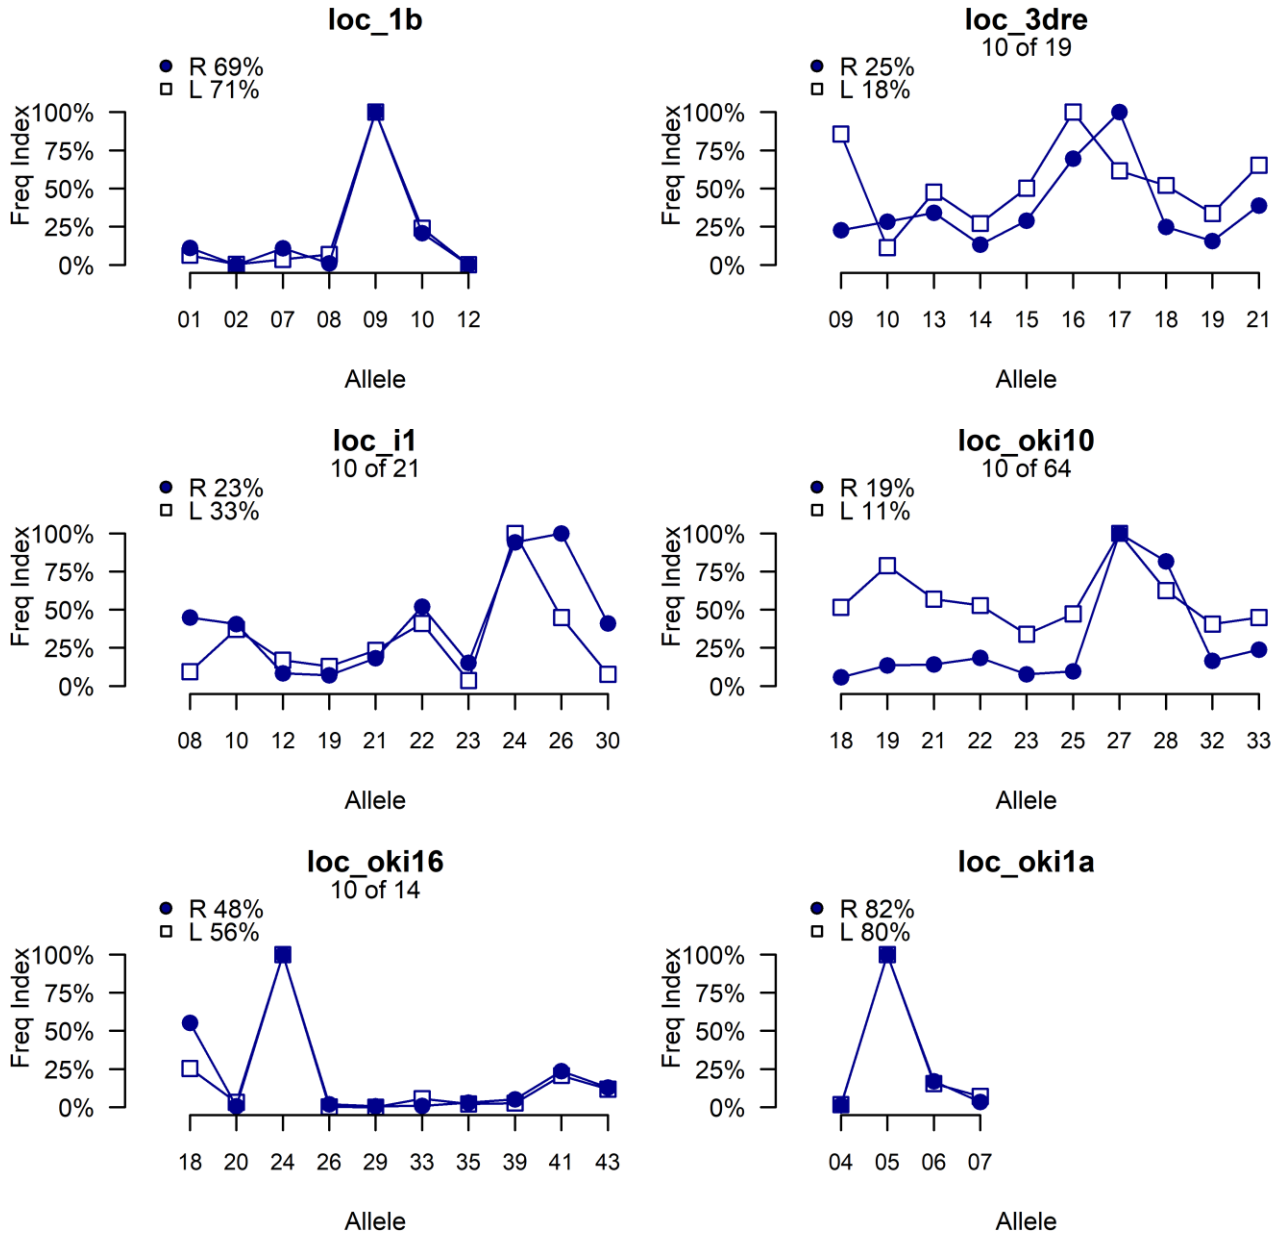 loc_1b
R 69%
L 71%
100%
75%
50%
25%
0%
Freq Index
01 02 07 08 09 10 12
Allele
loc_3dre
10 of 19
R 25%
L 18%
100%
75%
50%
25%
0%
Freq Index
09 10 13 14 15 16 17 18 19 21
Allele
loc_i1
10 of 21
R 23%
L 33%
100%
75%
50%
25%
0%
Freq Index
08 10 12 19 21 22 23 24 26 30
Allele
loc_oki10
10 of 64
R 19%
L 11%
100%
75%
50%
25%
0%
Freq Index
18 19 21 22 23 25 27 28 32 33
Allele
loc_oki16
10 of 14
R 48%
L 56%
100%
75%
50%
25%
0%
Freq Index
18 20 24 26 29 33 35 39 41 43
Allele
loc_oki1a
R 82%
L 80%
100%
75%
50%
25%
0%
Freq Index
04 05 06 07
Allele